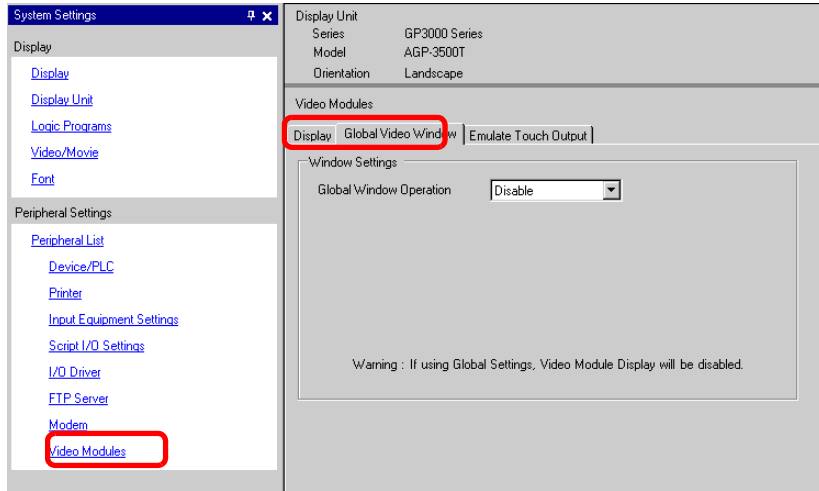 System Settings
Display
Display
Display Unit
Logic Programs
Video/Movie
Font
Peripheral Settings
Peripheral List
Device/PLC
Printer
Input Equipment Settings
Script I/O Settings
I/O Driver
FTP Server
Modem
Video Modules
Display Unit
Series GP3000 Series
Model AGP-3500T
Orientation Landscape
Video Modules
Display Global Video Window Emulate Touch Output
Window Settings
Global Window Operation Disable
Warning : If using Global Settings, Video Module Display will be disabled.